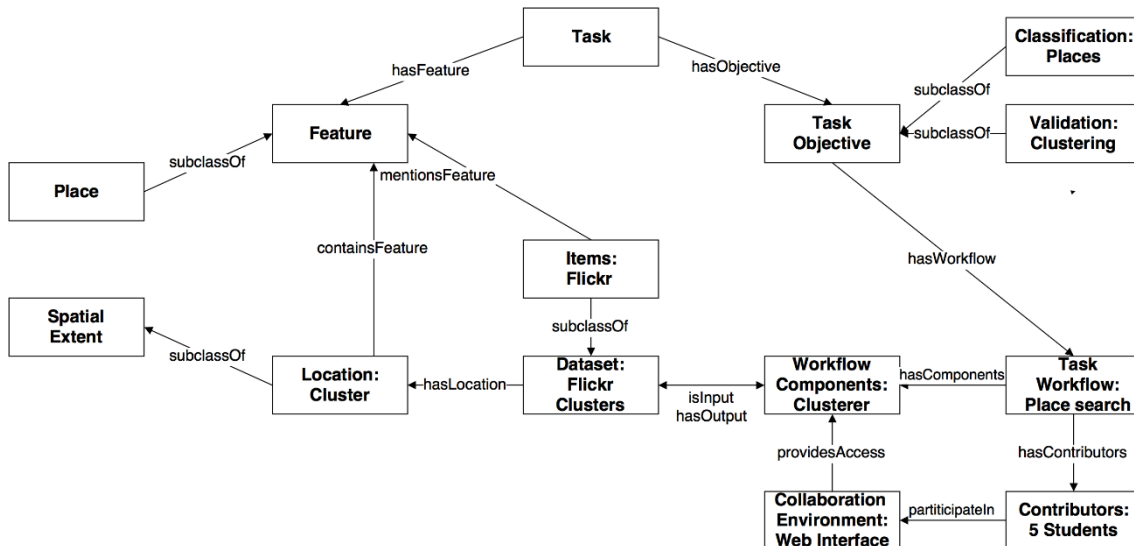 Task
Classification:
Places
hasFeature
hasObjective
subclassOf
Feature
Task
Objective
subclassOf
Validation:
Clustering
subclassOf
Place
mentionsFeature
containsFeature
Items:
Flickr
hasWorkflow
Spatial
Extent
subclassOf
subclassOf
Location:
Cluster
hasLocation
Dataset:
Flickr
Clusters
isInput
hasOutput
Workflow
Components:
Clusterer
hasComponents
Task
Workflow:
Place search
providesAccess
hasContributors
Collaboration
Environment:
Web Interface
partiticipateIn
Contributors:
5 Students